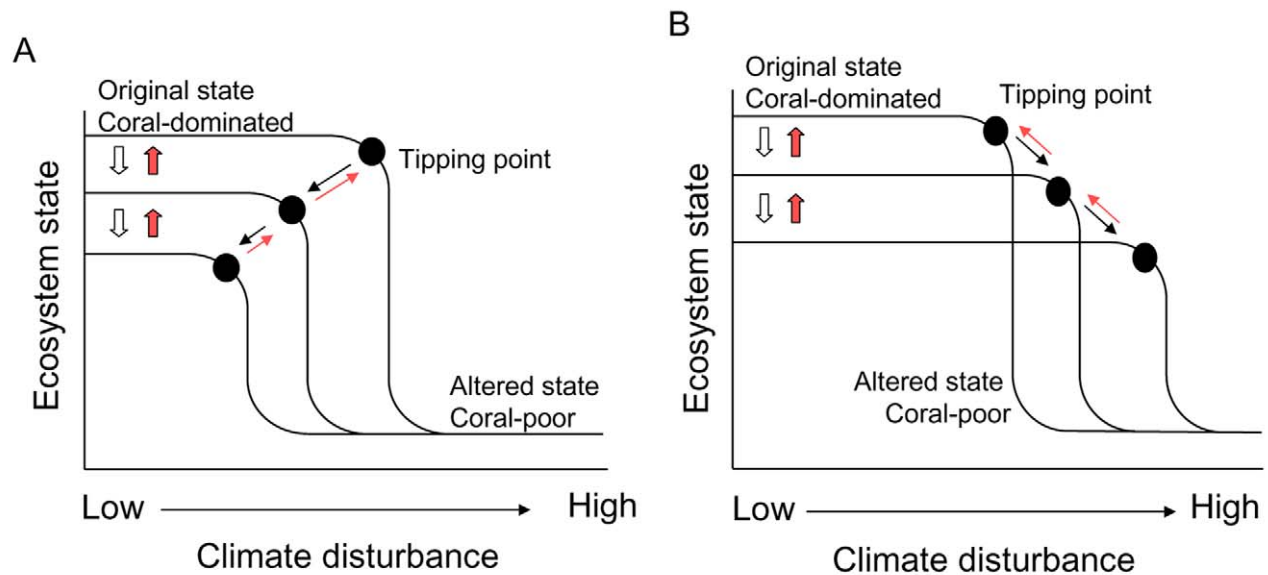 A
Original state
Coral-dominated
Tipping point
Ecosystem state
Altered state
Coral-poor
Low
High
Climate disturbance
B
Original state
Coral-dominated
Tipping point
Ecosystem state
Altered state
Coral-poor
Low
High
Climate disturbance